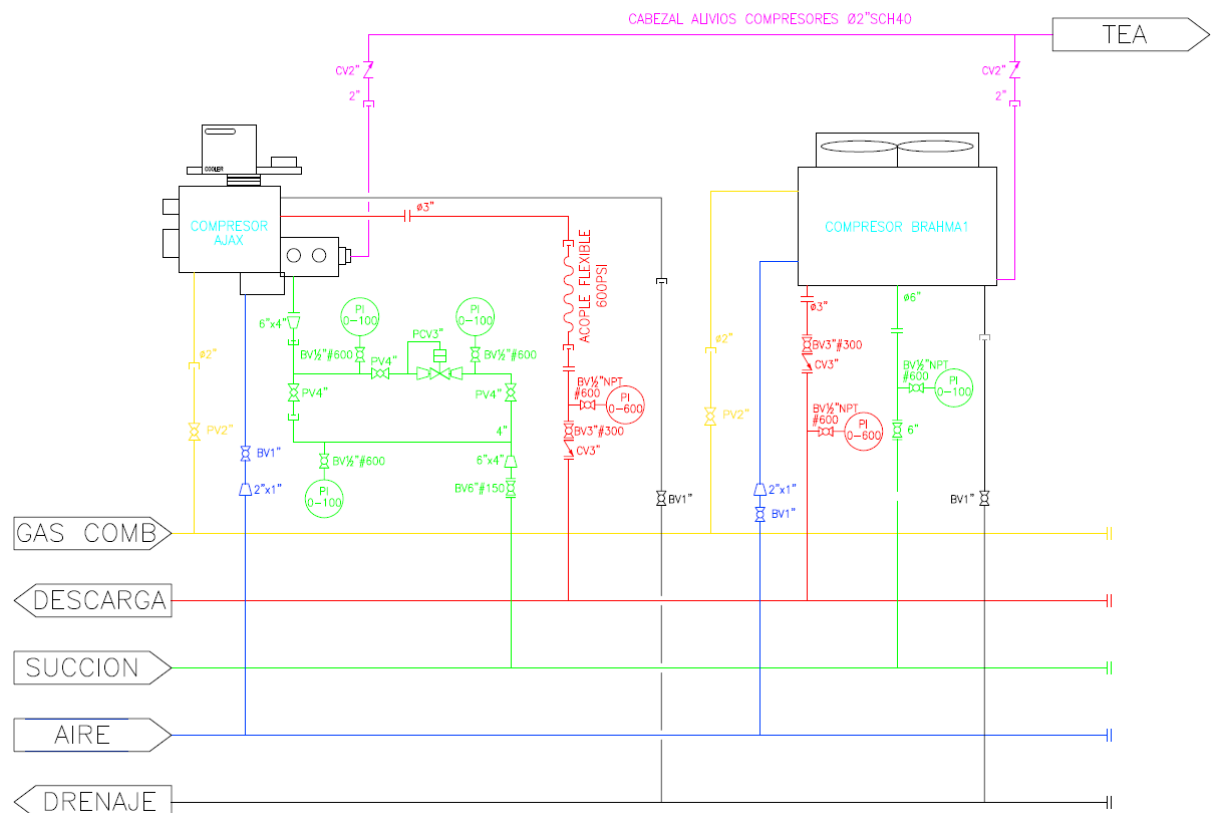 CABEZAL ALIVIOS COMPRESORES Ø2"SCH40
TEA
CV2"
2"
CV2"
2"
COOLER
COMPRESOR
AJAX
Ø3"
ACOPLE FLEXIBLE
600PSI
COMPRESOR BRAHMA1
6"x4"
PI
0-100
PCV3"
PI
0-100
BV½"#600
PV4"
BV½"#600
PV4"
PV4"
4"
Ø2"
PV2"
BV1"
2"x1"
BV½"#600
PI
0-100
6"x4"
BV6"#150
BV½"NPT
#600
PI
0-600
BV3"#300
CV3"
BV1"
Ø2"
PV2"
Ø3"
BV3"#300
CV3"
BV½"NPT
#600
PI
0-600
Ø6"
BV½"NPT
#600
PI
0-100
6"
2"x1"
BV1"
BV1"
GAS COMB
DESCARGA
SUCCION
AIRE
DRENAJE